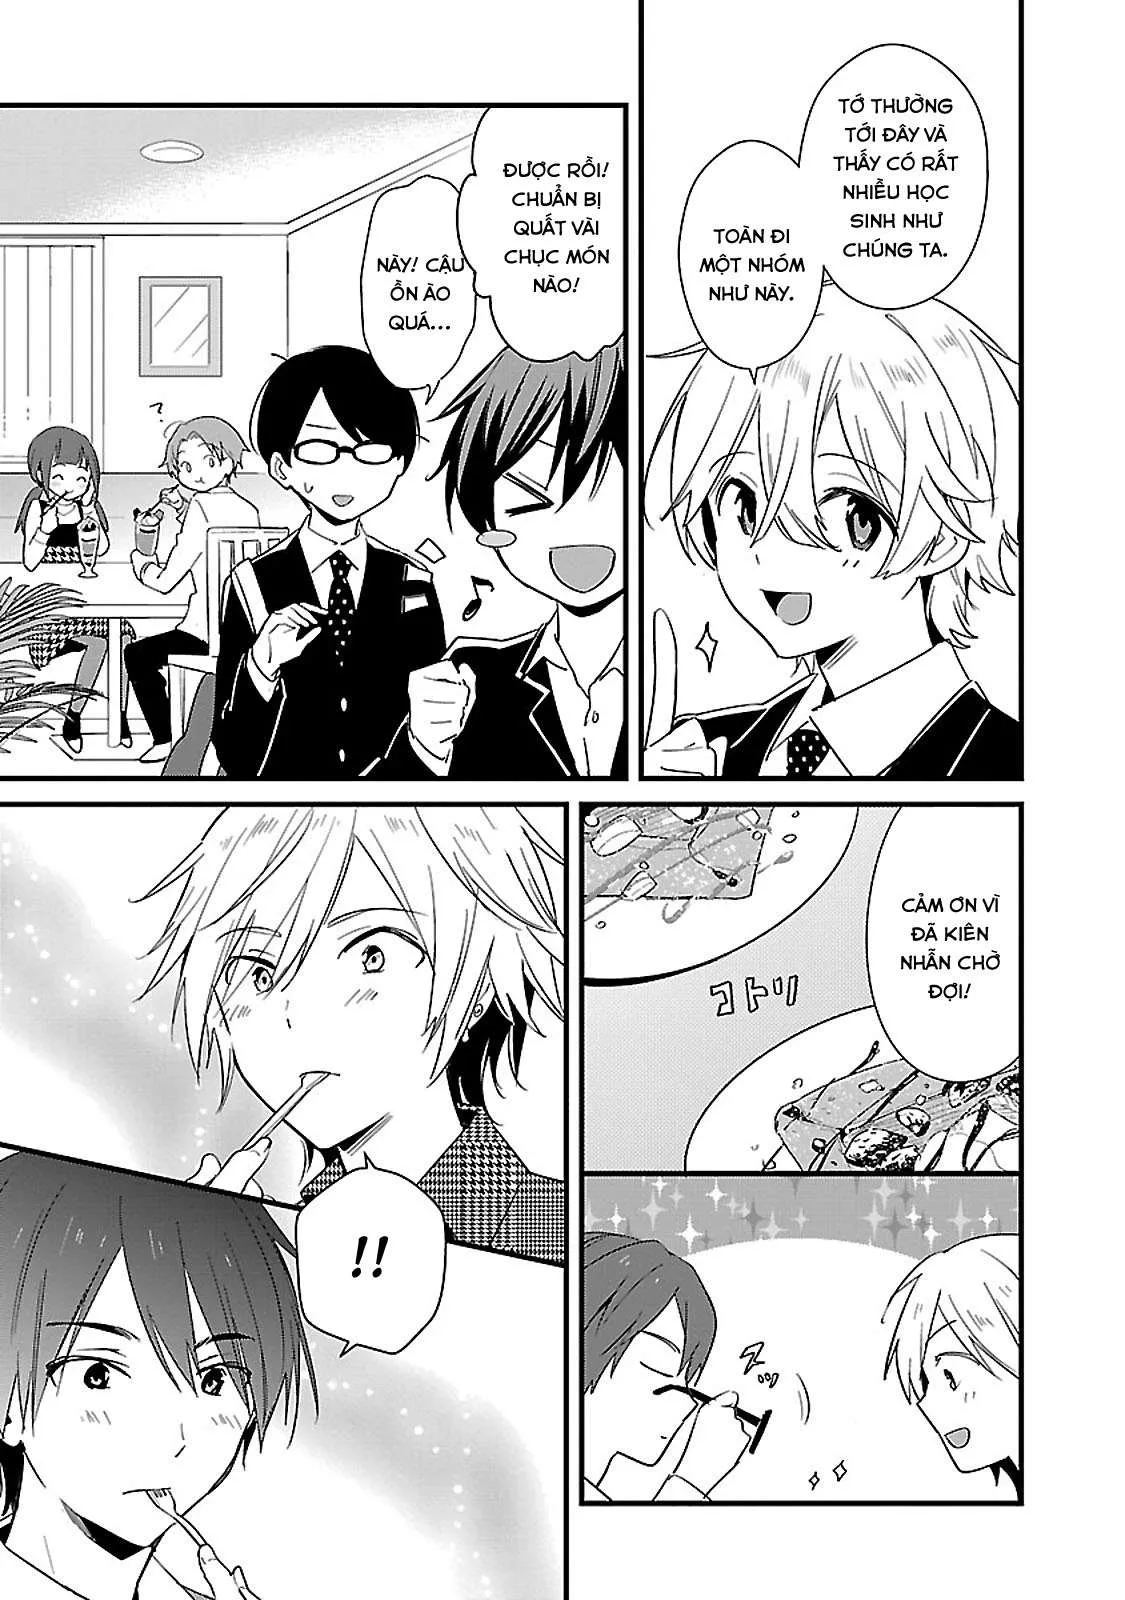 TỚ THƯỜNG
TỚI ĐÂY VÀ
THẤY CÓ RẤT
NHIỀU HỌC
SINH NHƯ
CHÚNG TA.
TOÀN ĐI
MỘT NHÓM
NHƯ NÀY.
ĐƯỢC RỒI!
CHUẨN BỊ
QUẤT VÀI
CHỤC MÓN
NÀO!
NÀY! CẬU
ỒN ÀO
QUÁ...
?
CẢM ƠN VÌ
ĐÃ KIÊN
NHẪN CHỜ
ĐỢI!
コトリ
スッ
!!